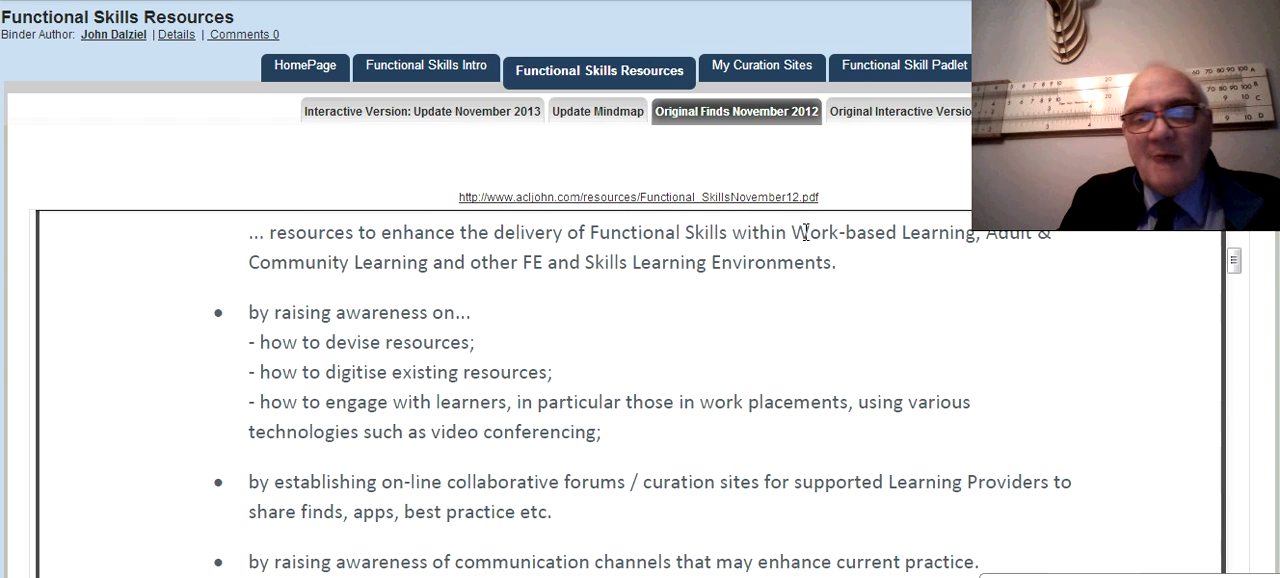 Functional Skills Resources
Binder Author: John Dalziel | Details | Comments 0
HomePage
Functional Skills Intro
Functional Skills Resources
My Curation Sites
Functional Skill Padlet
Interactive Version: Update November 2013
Update Mindmap
Original Finds November 2012
Original Interactive Versio
http://www.acljohn.com/resources/Functional_SkillsNovember12.pdf
... resources to enhance the delivery of Functional Skills within Work-based Learning, Adult &
Community Learning and other FE and Skills Learning Environments.
• by raising awareness on...
- how to devise resources;
- how to digitise existing resources;
- how to engage with learners, in particular those in work placements, using various
technologies such as video conferencing;
• by establishing on-line collaborative forums / curation sites for supported Learning Providers to
share finds, apps, best practice etc.
• by raising awareness of communication channels that may enhance current practice.